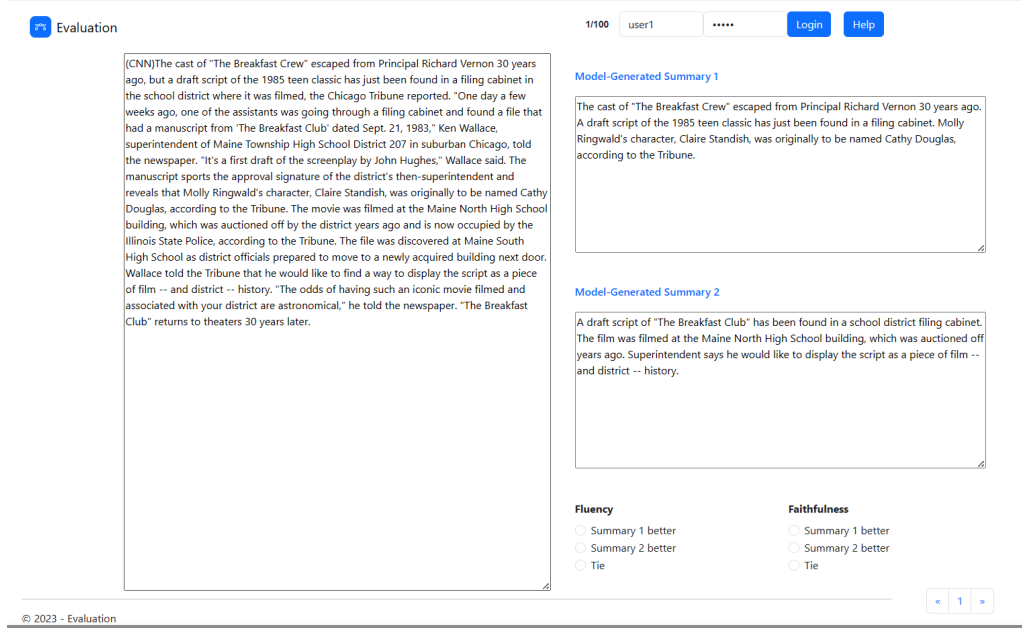 Evaluation
1/100
user1
•••••
Login
Help
(CNN)The cast of "The Breakfast Crew" escaped from Principal Richard Vernon 30 years
ago, but a draft script of the 1985 teen classic has just been found in a filing cabinet in
the school district where it was filmed, the Chicago Tribune reported. "One day a few
weeks ago, one of the assistants was going through a filing cabinet and found a file that
had a manuscript from 'The Breakfast Club' dated Sept. 21, 1983," Ken Wallace,
superintendent of Maine Township High School District 207 in suburban Chicago, told
the newspaper. "It's a first draft of the screenplay by John Hughes," Wallace said. The
manuscript sports the approval signature of the district's then-superintendent and
reveals that Molly Ringwald's character, Claire Standish, was originally to be named Cathy
Douglas, according to the Tribune. The movie was filmed at the Maine North High School
building, which was auctioned off by the district years ago and is now occupied by the
Illinois State Police, according to the Tribune. The file was discovered at Maine South
High School as district officials prepared to move to a newly acquired building next door.
Wallace told the Tribune that he would like to find a way to display the script as a piece
of film -- and district -- history. "The odds of having such an iconic movie filmed and
associated with your district are astronomical," he told the newspaper. "The Breakfast
Club" returns to theaters 30 years later.
Model-Generated Summary 1
The cast of "The Breakfast Crew" escaped from Principal Richard Vernon 30 years ago.
A draft script of the 1985 teen classic has just been found in a filing cabinet. Molly
Ringwald's character, Claire Standish, was originally to be named Cathy Douglas,
according to the Tribune.
Model-Generated Summary 2
A draft script of "The Breakfast Club" has been found in a school district filing cabinet.
The film was filmed at the Maine North High School building, which was auctioned off
years ago. Superintendent says he would like to display the script as a piece of film --
and district -- history.
Fluency
Summary 1 better
Summary 2 better
Tie
Faithfulness
Summary 1 better
Summary 2 better
Tie
« 1 »
© 2023 - Evaluation